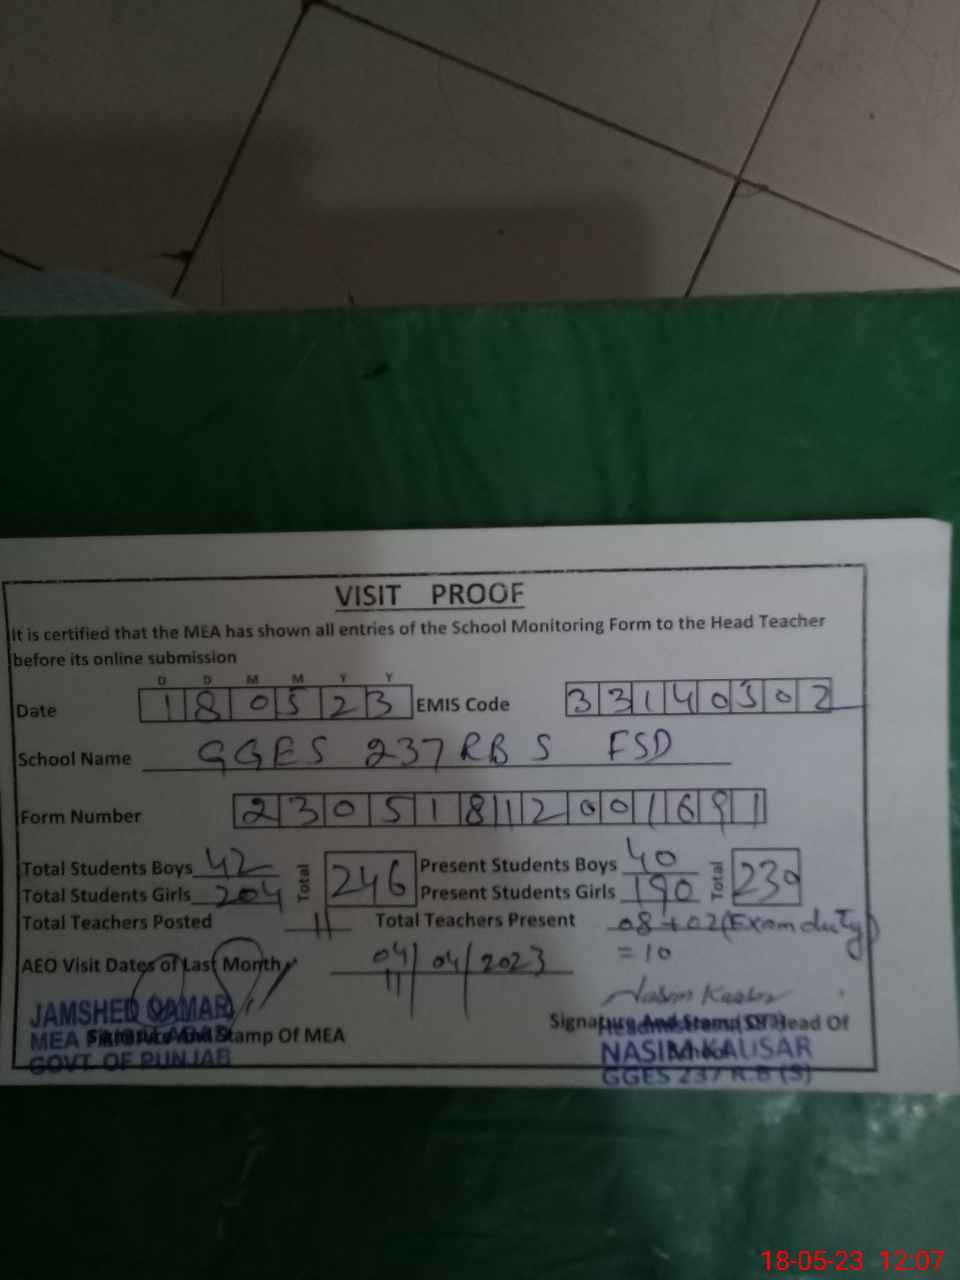 VISIT PROOF
It is certified that the MEA has shown all entries of the School Monitoring Form to the Head Teacher
before its online submission
D D M M Y Y
Date 180523 EMIS Code 33140302
School Name GGES 237 RB S FSD
Form Number 230518112001691
Total Students Boys 42 Total 246 Present Students Boys 40 Total 230
Total Students Girls 204 Present Students Girls 190
Total Teachers Posted 11 Total Teachers Present 08+02 (Exam duty)
= 10
AEO Visit Dates of Last Month 04/04/2023
11
Nasim Kausar
JAMSHED QAMAR
Signature And Stamp Of Head Of
MEA
Signature And Stamp Of MEA
NASIM KAUSAR
GOVT. OF PUNJAB
GGES 237 R.B (S)
18-05-23 12:07